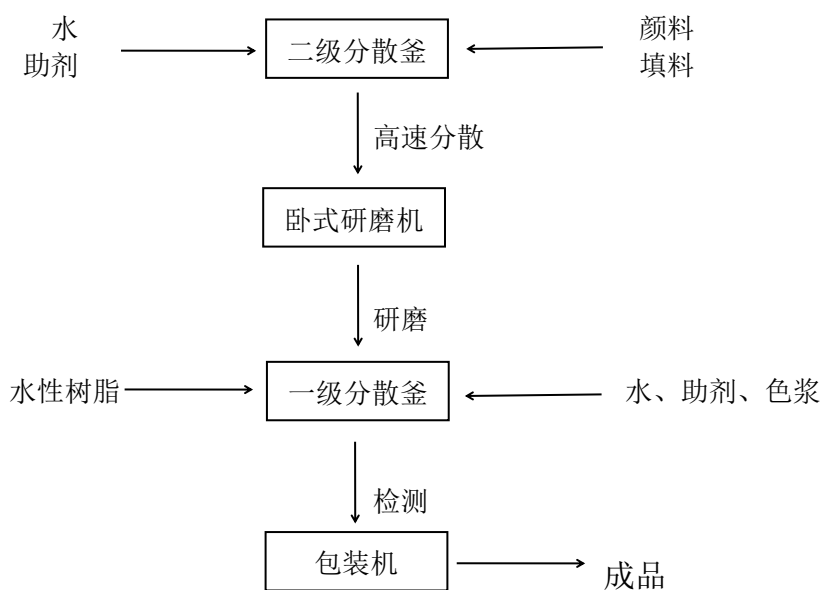 水
助剂
二级分散釜
颜料
填料
高速分散
卧式研磨机
研磨
水性树脂
一级分散釜
水、助剂、色浆
检测
包装机
成品